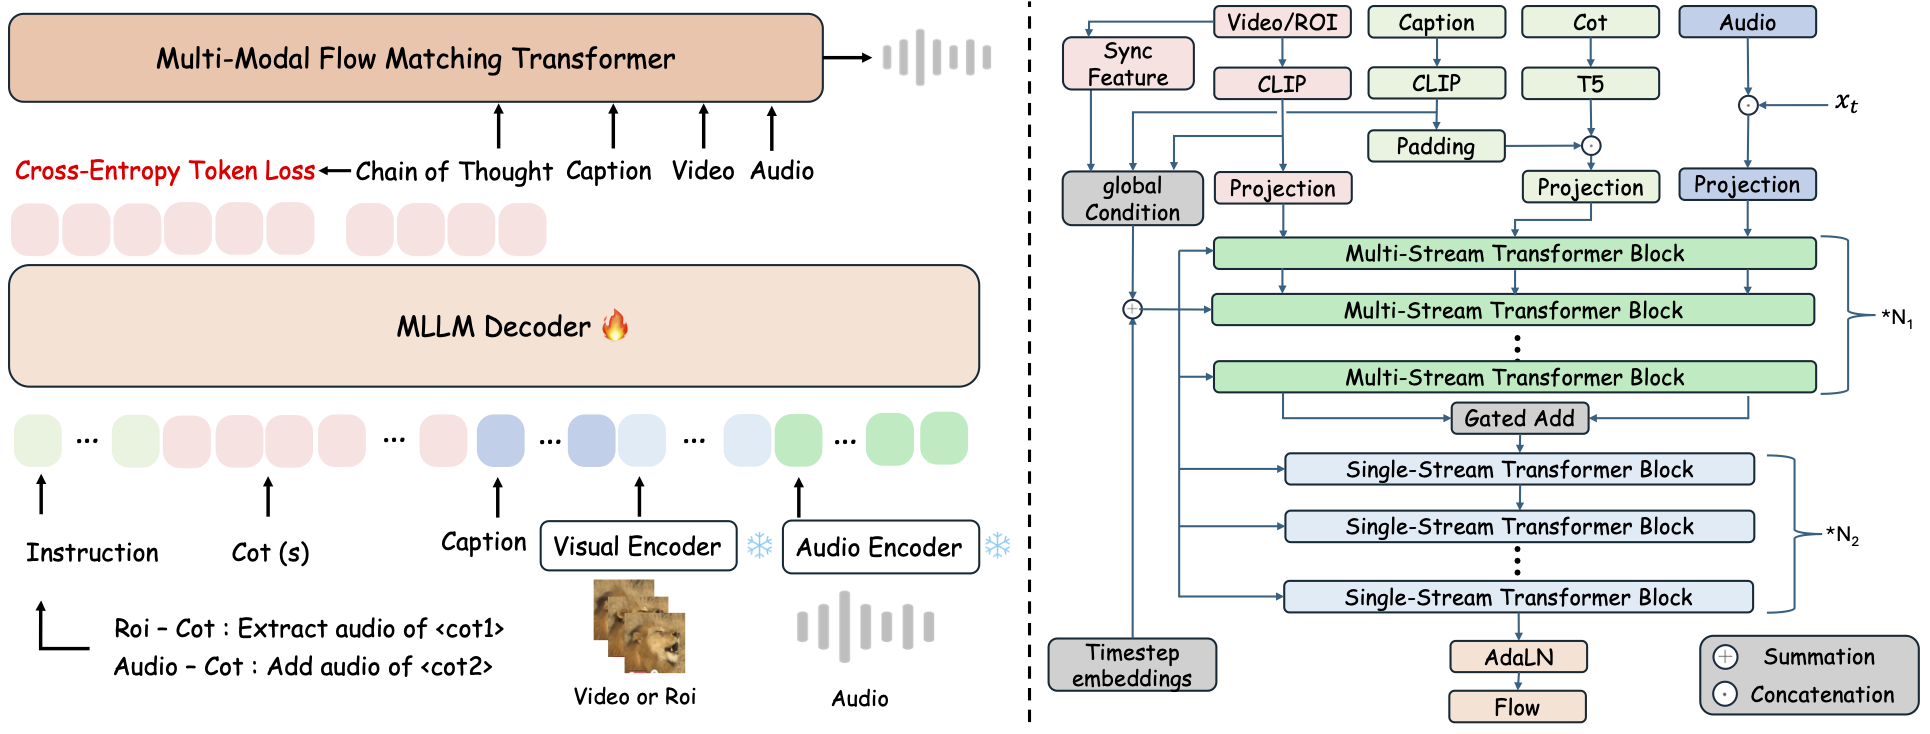 Multi-Modal Flow Matching Transformer
Cross-Entropy Token Loss
Chain of Thought
Caption
Video
Audio
MLLM Decoder
...
...
...
...
...
Instruction
Cot (s)
Caption
Visual Encoder
Audio Encoder
Roi - Cot : Extract audio of <cot1>
Audio - Cot : Add audio of <cot2>
Video or Roi
Audio
Video/ROI
Caption
Cot
Audio
Sync
Feature
CLIP
CLIP
T5
x_t
Padding
global
Condition
Projection
Projection
Projection
Multi-Stream Transformer Block
Multi-Stream Transformer Block
Multi-Stream Transformer Block
*N₁
Gated Add
Single-Stream Transformer Block
Single-Stream Transformer Block
Single-Stream Transformer Block
*N₂
Timestep
embeddings
AdaLN
Flow
Summation
Concatenation